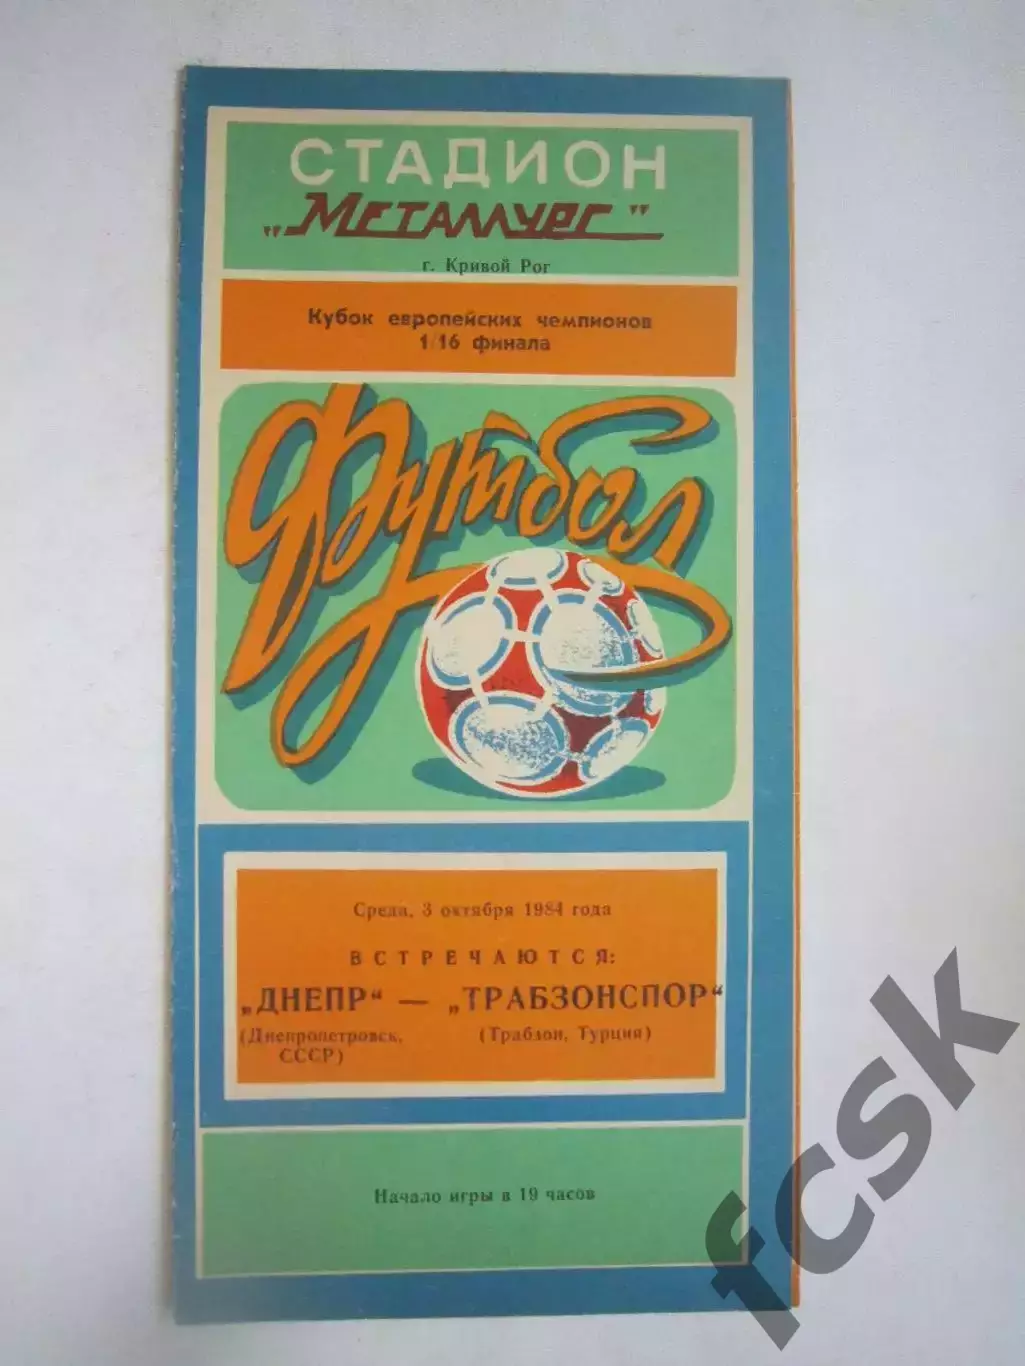 СТАДИОН
„Металлург"
г. Кривой Рог
Кубок европейских чемпионов
1/16 финала
Футбол
Среда, 3 октября 1984 года
ВСТРЕЧАЮТСЯ:
„ДНЕПР“ — „ТРАБЗОНСПОР“
(Днепропетровск, СССР) (Трабзон, Турция)
Начало игры в 19 часов
fcsk